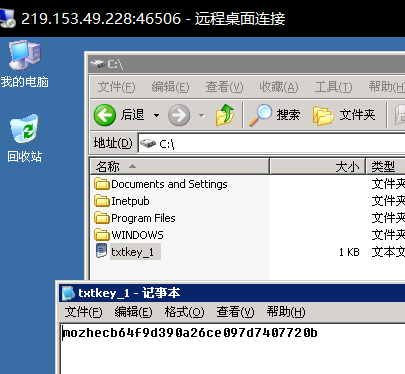 219.153.49.228:46506 - 远程桌面连接
我的电脑
回收站
C:\
文件(F) 编辑(E) 查看(V) 收藏(A) 工具(T) 帮助(H)
后退 搜索 文件夹
地址(D) C:\
名称 大小 类型
Documents and Settings 文件夹
Inetpub 文件夹
Program Files 文件夹
WINDOWS 文件夹
txtkey_1 1 KB 文本文
txtkey_1 - 记事本
文件(F) 编辑(E) 格式(O) 查看(V) 帮助(H)
mozhecb64f9d390a26ce097d7407720b